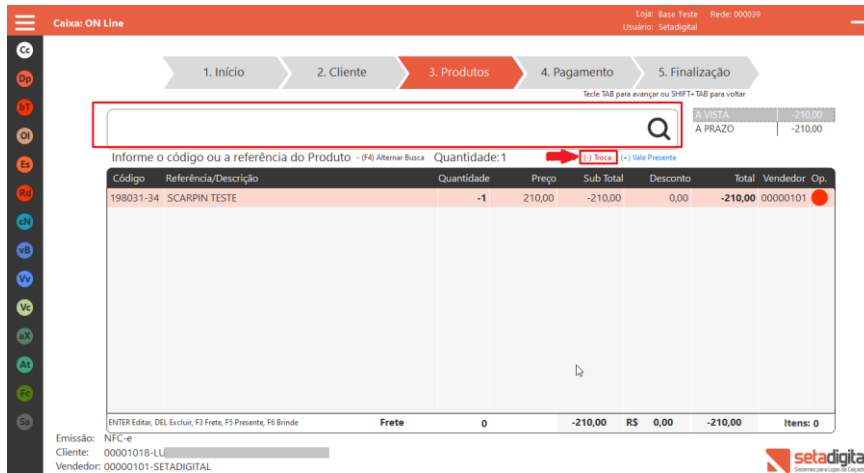 Caixa: ON Line
Loja: Base Teste Rede: 000039
Usuário: Setadigital
Cc
Dp
bT
OI
Es
Rd
cN
vB
Vv
Vc
aX
At
Fc
Sa
1. Início
2. Cliente
3. Produtos
4. Pagamento
5. Finalização
Tecle TAB para avançar ou SHIFT+TAB para voltar
A VISTA -210,00
A PRAZO -210,00
Informe o código ou a referência do Produto - (F4) Alternar Busca Quantidade: 1 (-) Troca (+) Vale Presente
Código Referência/Descrição Quantidade Preço Sub Total Desconto Total Vendedor Op.
198031-34 SCARPIN TESTE -1 210,00 -210,00 0,00 -210,00 00000101
ENTER Editar, DEL Excluir, F3 Frete, F5 Presente, F6 Brinde Frete 0 -210,00 R$ 0,00 -210,00 Itens: 0
Emissão: NFC-e
Cliente: 00001018-LU
Vendedor: 00000101-SETADIGITAL
setadigita
Sistemas para Lojas de Calçado